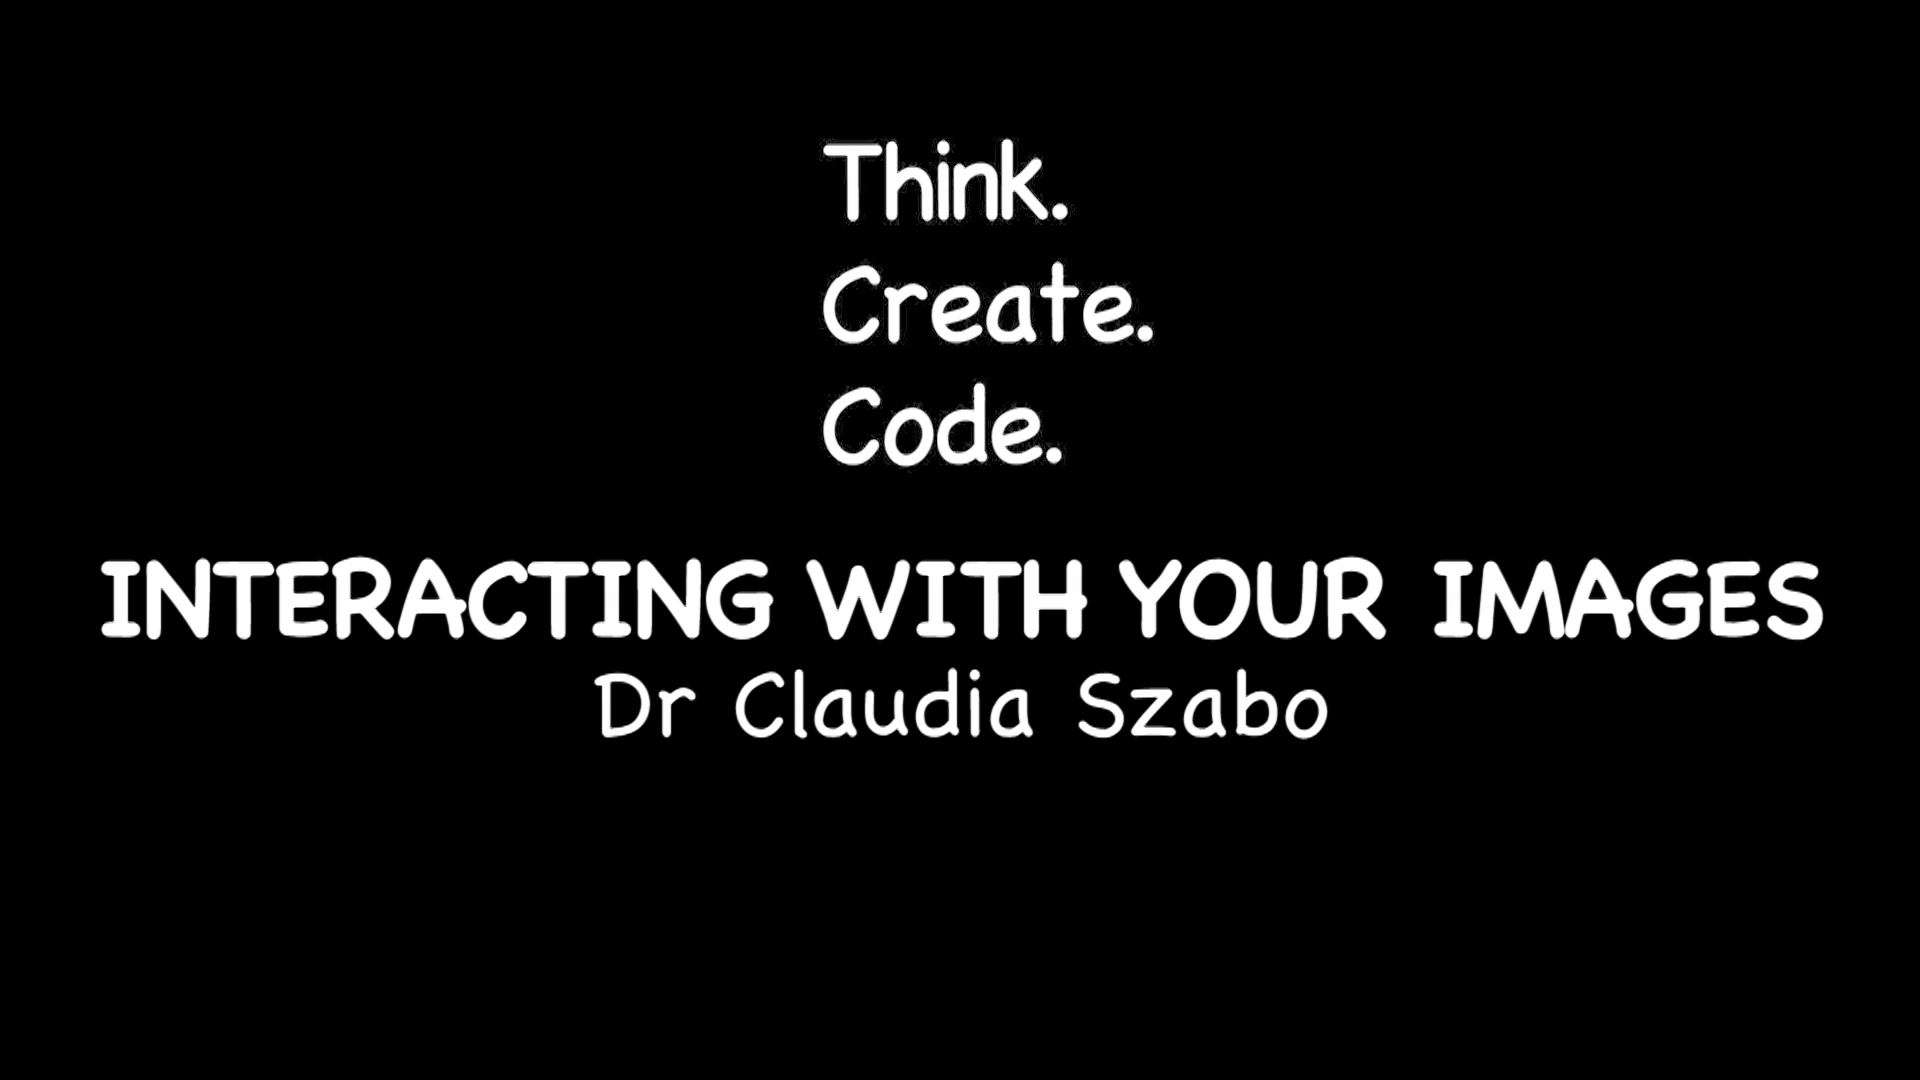 Think.
Create.
Code.
INTERACTING WITH YOUR IMAGES
Dr Claudia Szabo